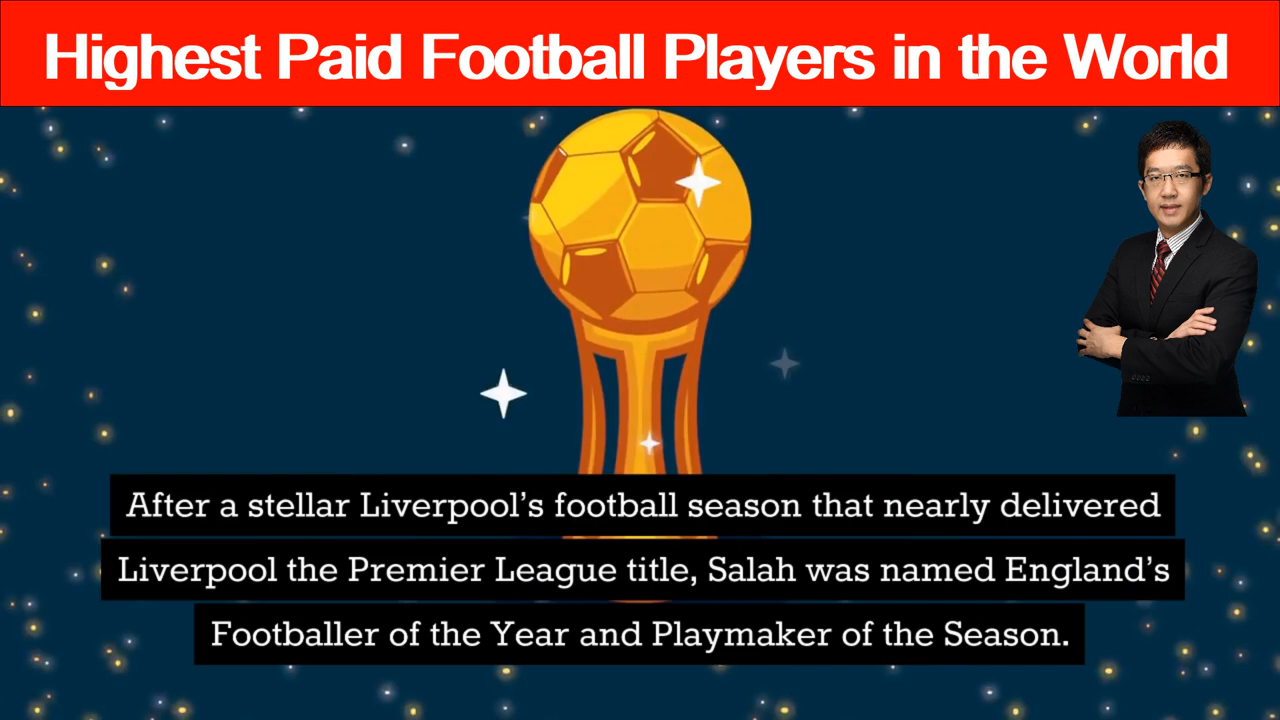 Highest Paid Football Players in the World
After a stellar Liverpool’s football season that nearly delivered
Liverpool the Premier League title, Salah was named England’s
Footballer of the Year and Playmaker of the Season.